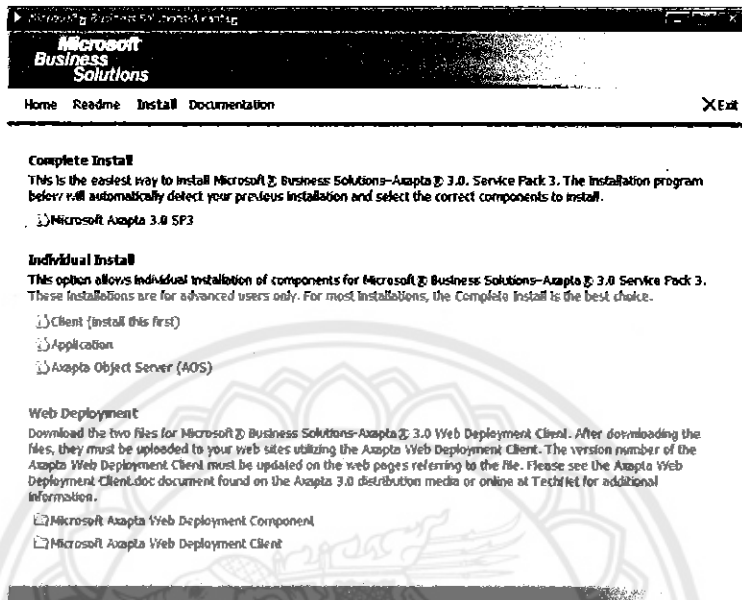 Microsoft® Business Solutions-Axapta®
Microsoft
Business
Solutions
Home Readme Install Documentation Exit
Complete Install
This is the easiest way to install Microsoft® Business Solutions-Axapta® 3.0. Service Pack 3. The installation program
below will automatically detect your previous installation and select the correct components to install.
Microsoft Axapta 3.0 SP3
Individual Install
This option allows individual installation of components for Microsoft® Business Solutions-Axapta® 3.0 Service Pack 3.
These installations are for advanced users only. For most installations, the Complete Install is the best choice.
Client (install this first)
Application
Axapta Object Server (AOS)
Web Deployment
Download the two files for Microsoft® Business Solutions-Axapta® 3.0 Web Deployment Client. After downloading the
files, they must be uploaded to your web sites utilizing the Axapta Web Deployment Client. The version number of the
Axapta Web Deployment Client must be updated on the web pages referring to the file. Please see the Axapta Web
Deployment Client.doc document found on the Axapta 3.0 distribution media or online at for additional
information.
Microsoft Axapta Web Deployment Component
Microsoft Axapta Web Deployment Client